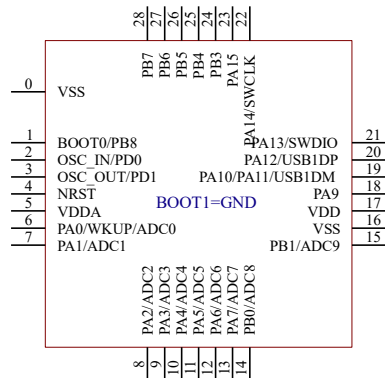 28
27
26
25
24
23
22
PB7
PB6
PB5
PB4
PB3
PA15
PA14/SWCLK
0
VSS
1
BOOT0/PB8
PA13/SWDIO
21
2
OSC_IN/PD0
PA12/USB1DP
20
3
OSC_OUT/PD1
PA10/PA11/USB1DM
19
4
NRST
PA9
18
5
VDDA
BOOT1=GND
VDD
17
6
PA0/WKUP/ADC0
VSS
16
7
PA1/ADC1
PB1/ADC9
15
PA2/ADC2
PA3/ADC3
PA4/ADC4
PA5/ADC5
PA6/ADC6
PA7/ADC7
PB0/ADC8
8
9
10
11
12
13
14